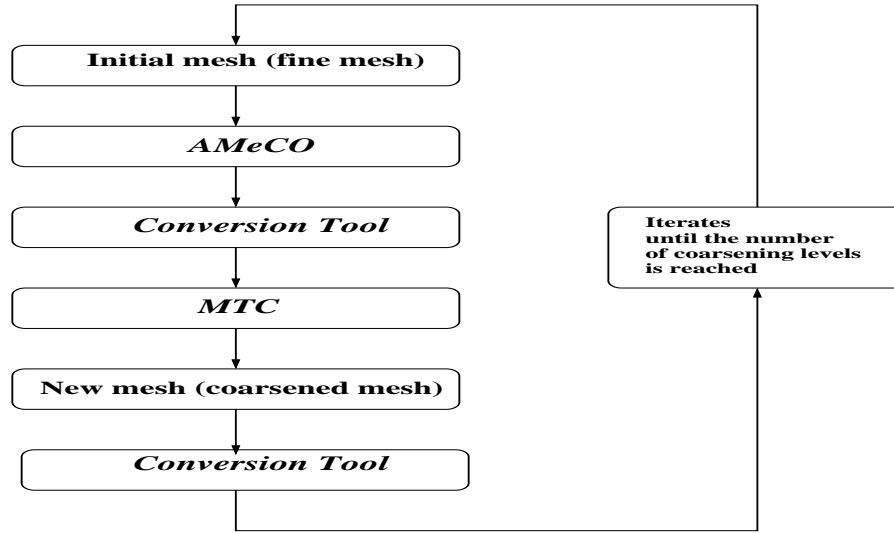 Initial mesh (fine mesh)
AMeCO
Conversion Tool
MTC
New mesh (coarsened mesh)
Conversion Tool
Iterates
until the number
of coarsening levels
is reached